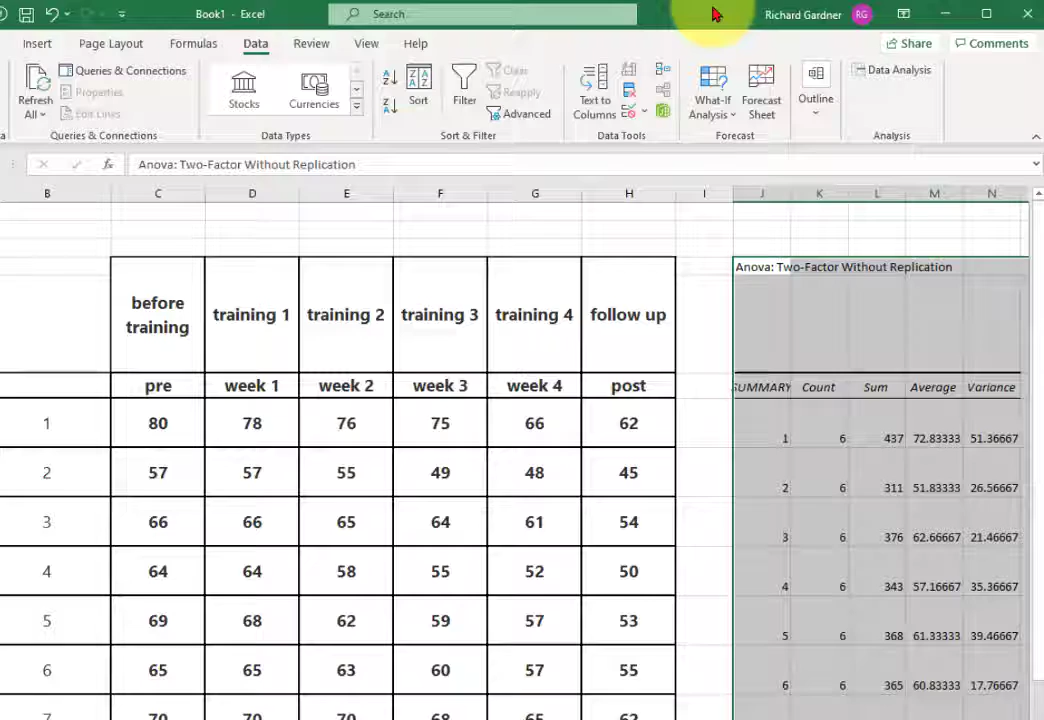 Book1 - Excel
Search
Richard Gardner
RG
Insert Page Layout Formulas Data Review View Help
Share
Comments
Refresh All
Queries & Connections
Properties
Edit Links
Queries & Connections
Stocks
Currencies
Data Types
Sort
Filter
Clear
Reapply
Advanced
Sort & Filter
Text to Columns
Data Tools
What-If Analysis
Forecast Sheet
Forecast
Outline
Data Analysis
Analysis
fx
Anova: Two-Factor Without Replication
B C D E F G H I J K L M N
Anova: Two-Factor Without Replication
before training training 1 training 2 training 3 training 4 follow up
pre week 1 week 2 week 3 week 4 post SUMMARY Count Sum Average Variance
1 80 78 76 75 66 62 1 6 437 72.83333 51.36667
2 57 57 55 49 48 45 2 6 311 51.83333 26.56667
3 66 66 65 64 61 54 3 6 376 62.66667 21.46667
4 64 64 58 55 52 50 4 6 343 57.16667 35.36667
5 69 68 62 59 57 53 5 6 368 61.33333 39.46667
6 65 65 63 60 57 55 6 6 365 60.83333 17.76667
7 70 70 70 68 65 62